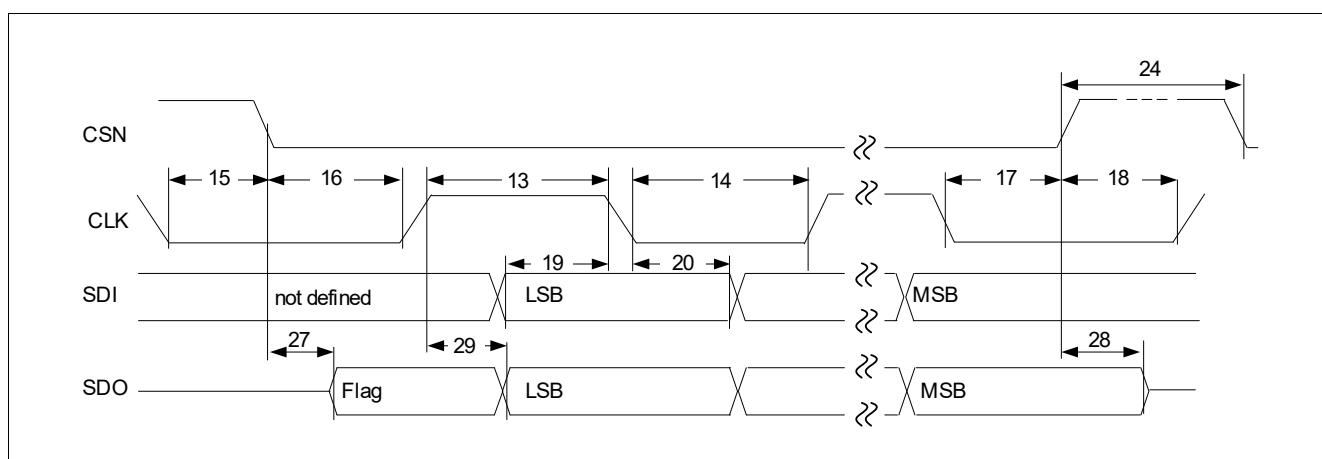 24
CSN
15 16 13 14 17 18
CLK
19 20
SDI not defined LSB MSB
27 29 28
SDO Flag LSB MSB